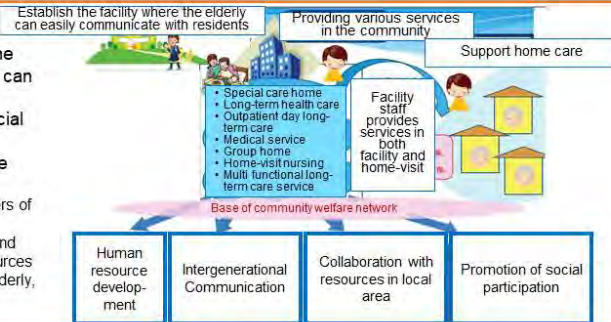 Establish the facility where the elderly
can easily communicate with residents
Providing various services
in the community
Support home care
ne
can
cial
e
ers of
nd
urces
derly,
• Special care home
• Long-term health care
• Outpatient day long-
term care
• Medical service
• Group home
• Home-visit nursing
• Multi functional long-
term care service
Facility
staff
provides
services in
both
facility and
home-visit
Base of community welfare network
Human
resource
develop-
ment
Intergenerational
Communication
Collaboration with
resources in local
area
Promotion of social
participation